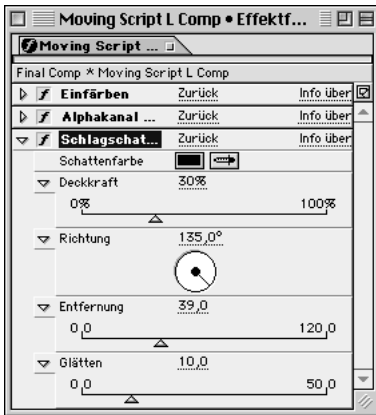 Moving Script L Comp • Effektf...
Moving Script ...
Final Comp * Moving Script L Comp
Einfärben Zurück Info über
Alphakanal ... Zurück Info über
Schlagschat... Zurück Info über
Schattenfarbe
Deckkraft 30%
0% 100%
Richtung 135,0°
Entfernung 39,0
0,0 120,0
Glätten 10,0
0,0 50,0